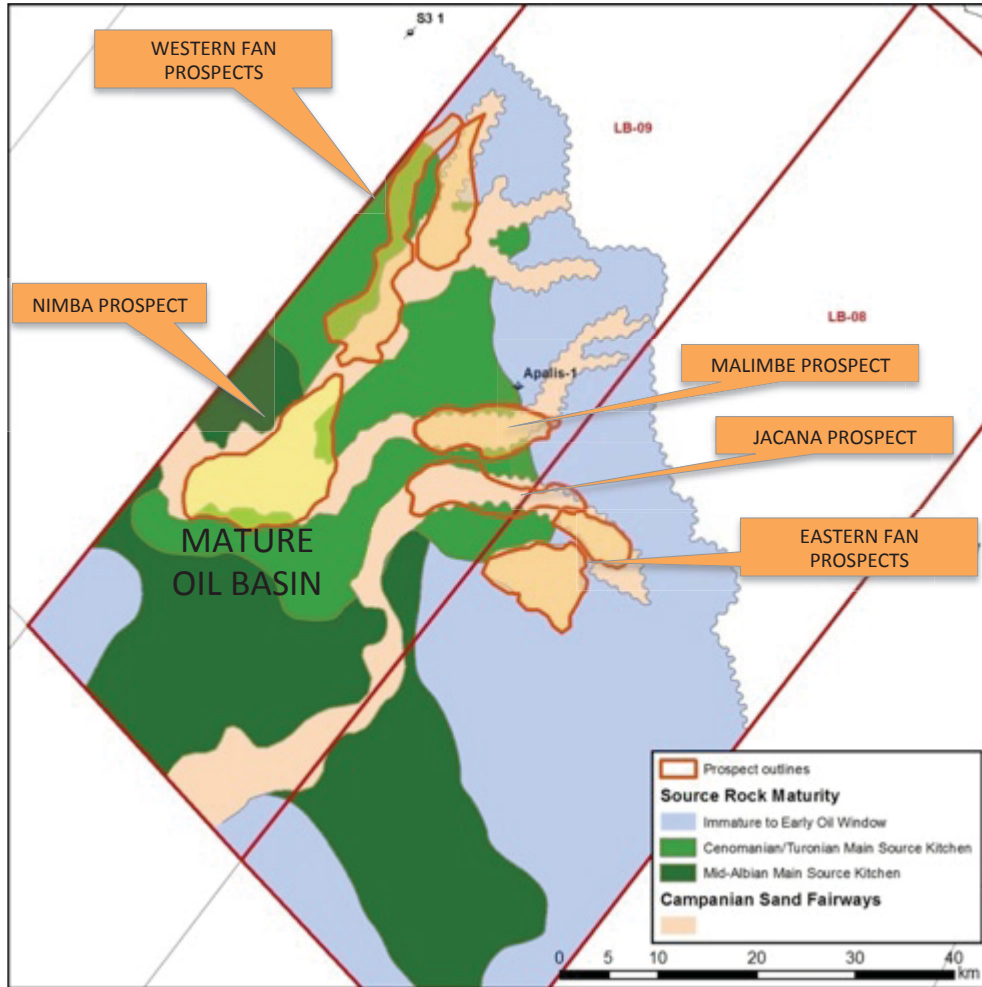 S3 1
WESTERN FAN
PROSPECTS
LB-09
NIMBA PROSPECT
LB-08
MALIMBE PROSPECT
Apalis-1
JACANA PROSPECT
EASTERN FAN
PROSPECTS
MATURE
OIL BASIN
Prospect outlines
Source Rock Maturity
Immature to Early Oil Window
Cenomanian/Turonian Main Source Kitchen
Mid-Albian Main Source Kitchen
Campanian Sand Fairways
0 5 10 20 30 40
km